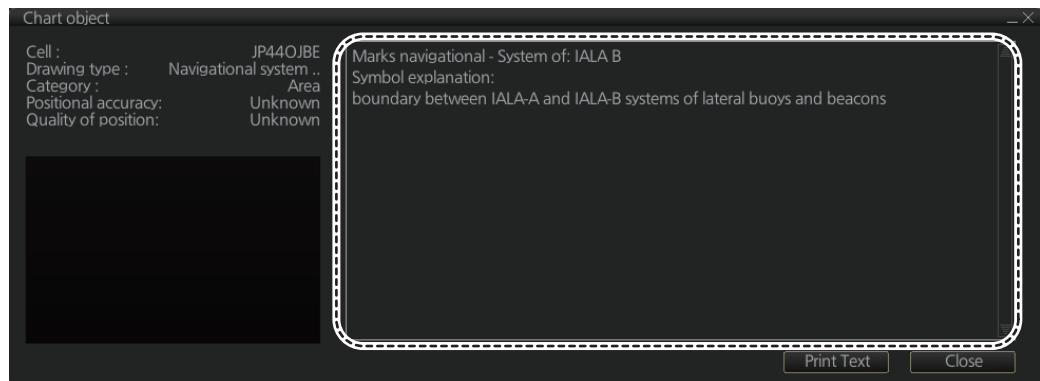 Chart object
Cell : JP44OJBE
Drawing type : Navigational system ..
Category : Area
Positional accuracy: Unknown
Quality of position: Unknown
Marks navigational - System of: IALA B
Symbol explanation:
boundary between IALA-A and IALA-B systems of lateral buoys and beacons
Print Text
Close